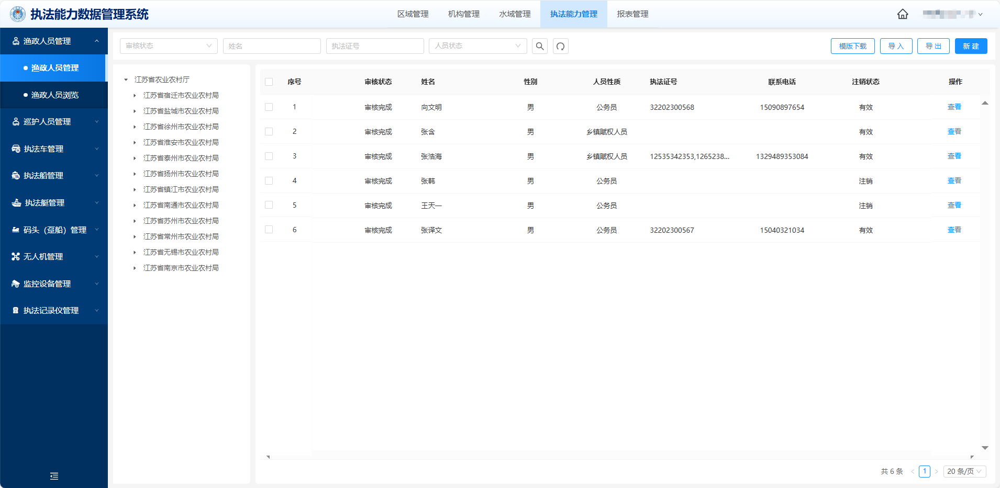 执法能力数据管理系统
区域管理 机构管理 水域管理 执法能力管理 报表管理
渔政人员管理
渔政人员管理
渔政人员浏览
巡护人员管理
执法车管理
执法船管理
执法艇管理
码头（趸船）管理
无人机管理
监控设备管理
执法记录仪管理
审核状态 姓名 执法证号 人员状态 模版下载 导 入 导 出 新 建
江苏省农业农村厅
江苏省宿迁市农业农村局
江苏省盐城市农业农村局
江苏省徐州市农业农村局
江苏省淮安市农业农村局
江苏省泰州市农业农村局
江苏省扬州市农业农村局
江苏省镇江市农业农村局
江苏省南通市农业农村局
江苏省苏州市农业农村局
江苏省常州市农业农村局
江苏省无锡市农业农村局
江苏省南京市农业农村局
序号 审核状态 姓名 性别 人员性质 执法证号 联系电话 注销状态 操作
1 审核完成 向文明 男 公务员 32202300568 15090897654 有效 查看
2 审核完成 张含 男 乡镇赋权人员 有效 查看
3 审核完成 张浩海 男 乡镇赋权人员 12535342353,1265238... 1329489353084 有效 查看
4 审核完成 张韩 男 公务员 注销 查看
5 审核完成 王天一 男 公务员 注销 查看
6 审核完成 张译文 男 公务员 32202300567 15040321034 有效 查看
共 6 条 < 1 > 20 条/页